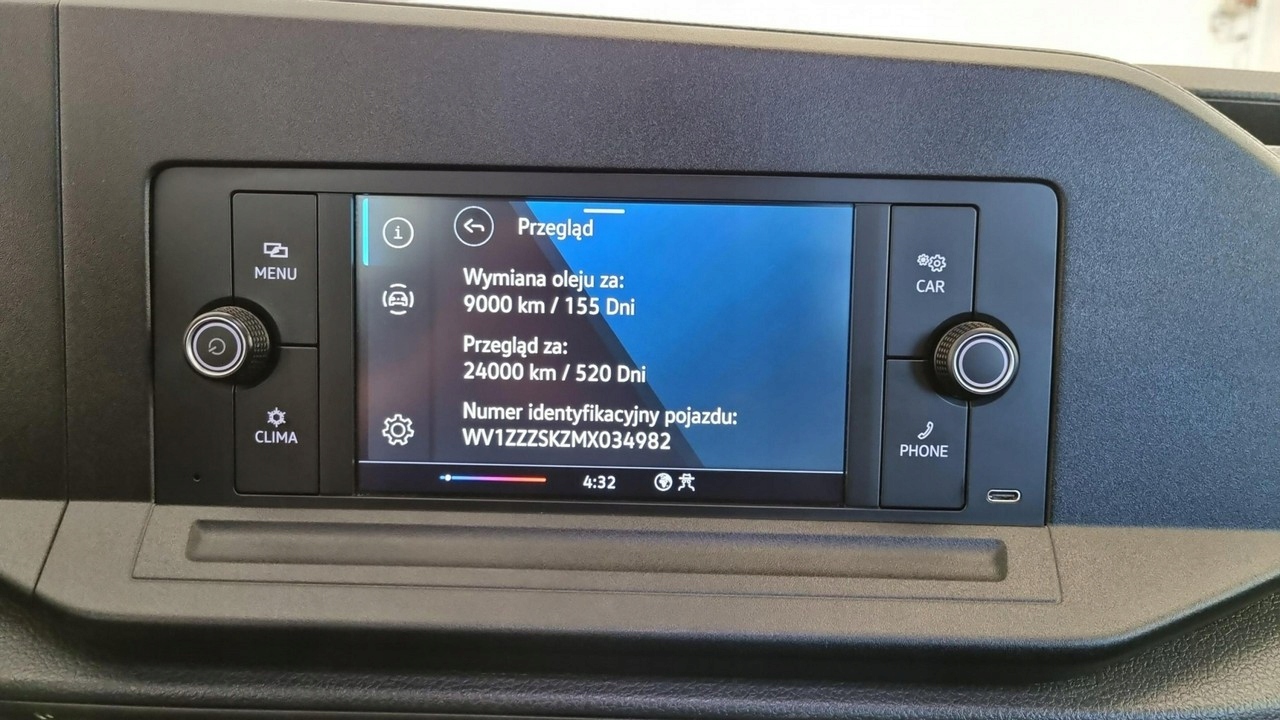 Przegląd
Wymiana oleju za:
9000 km / 155 Dni
Przegląd za:
24000 km / 520 Dni
Numer identyfikacyjny pojazdu:
WV1ZZZSKZMX034982
4:32
MENU
CLIMA
CAR
PHONE